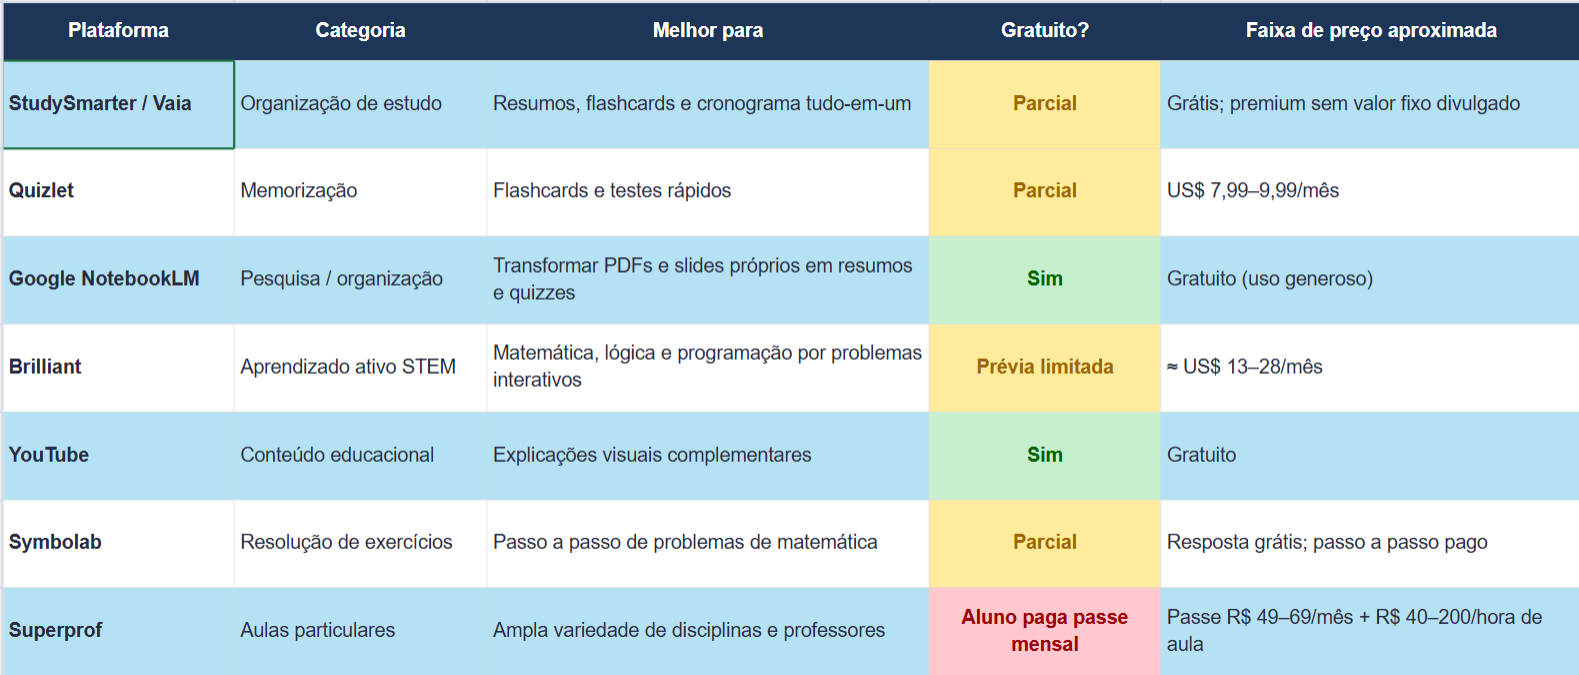 Plataforma Categoria Melhor para Gratuito? Faixa de preço aproximada
StudySmarter / Vaia Organização de estudo Resumos, flashcards e cronograma tudo-em-um Parcial Grátis; premium sem valor fixo divulgado
Quizlet Memorização Flashcards e testes rápidos Parcial US$ 7,99–9,99/mês
Google NotebookLM Pesquisa / organização Transformar PDFs e slides próprios em resumos
e quizzes Sim Gratuito (uso generoso)
Brilliant Aprendizado ativo STEM Matemática, lógica e programação por problemas
interativos Prévia limitada ≈ US$ 13–28/mês
YouTube Conteúdo educacional Explicações visuais complementares Sim Gratuito
Symbolab Resolução de exercícios Passo a passo de problemas de matemática Parcial Resposta grátis; passo a passo pago
Superprof Aulas particulares Ampla variedade de disciplinas e professores Aluno paga passe
mensal Passe R$ 49–69/mês + R$ 40–200/hora de
aula